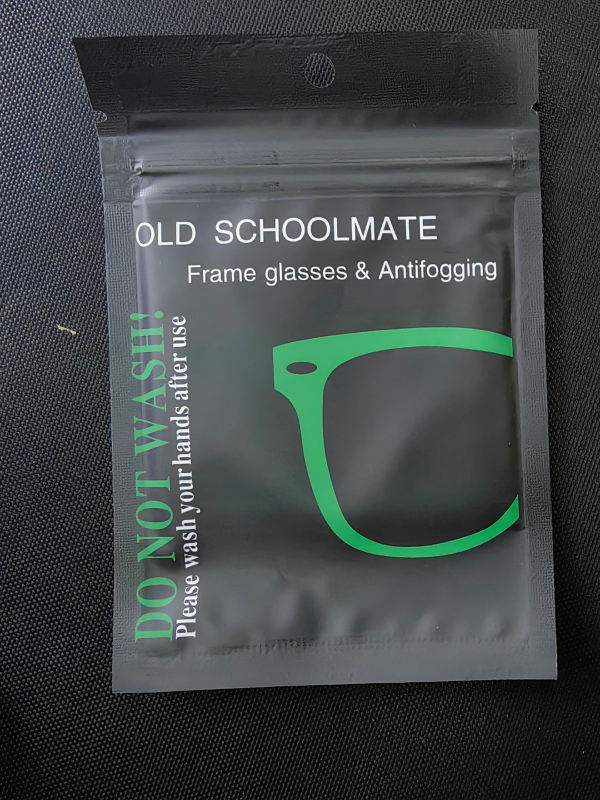 OLD SCHOOLMATE
Frame glasses & Antifogging
DO NOT WASH!
Please wash your hands after use